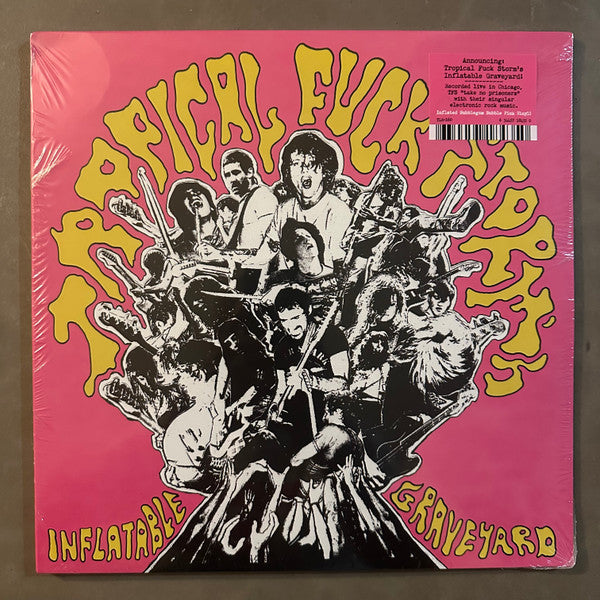 TROPICAL FUCK STORM'S
INFLATABLE
GRAVEYARD
Announcing:
Tropical Fuck Storm's
Inflatable Graveyard!
Recorded live in Chicago,
TFS "take no prisoners"
with their singular
electronic rock music.
Inflated Bubblegum Bubble Pink Vinyl!